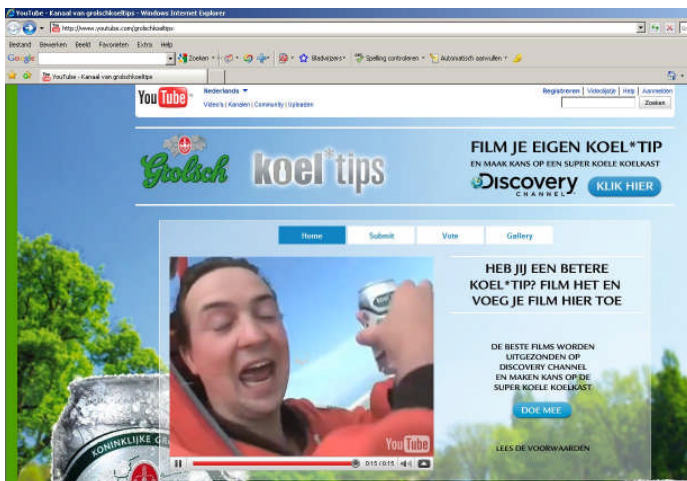 YouTube - Kanaal van grolschkoeltips - Windows Internet Explorer
http://www.youtube.com/grolschkoeltips
Bestand Bewerken Beeld Favorieten Extra Help
Google Zoeken Bladwijzers Spelling controleren Automatisch aanvullen
YouTube - Kanaal van grolschkoeltips
You Tube
Nederlands
Video's | Kanalen | Community | Uploaden
Registreren | Videolijstje | Help | Aanmelden
Zoeken
Grolsch
koel*tips
FILM JE EIGEN KOEL*TIP
EN MAAK KANS OP EEN SUPER KOELE KOELKAST
Discovery
CHANNEL
KLIK HIER
Home Submit Vote Gallery
HEB JIJ EEN BETERE
KOEL*TIP? FILM HET EN
VOEG JE FILM HIER TOE
DE BESTE FILMS WORDEN
UITGEZONDEN OP
DISCOVERY CHANNEL
EN MAKEN KANS OP DE
SUPER KOELE KOELKAST
DOE MEE
LEES DE VOORWAARDEN
You Tube
0:15 / 0:15
KONINKLIJKE